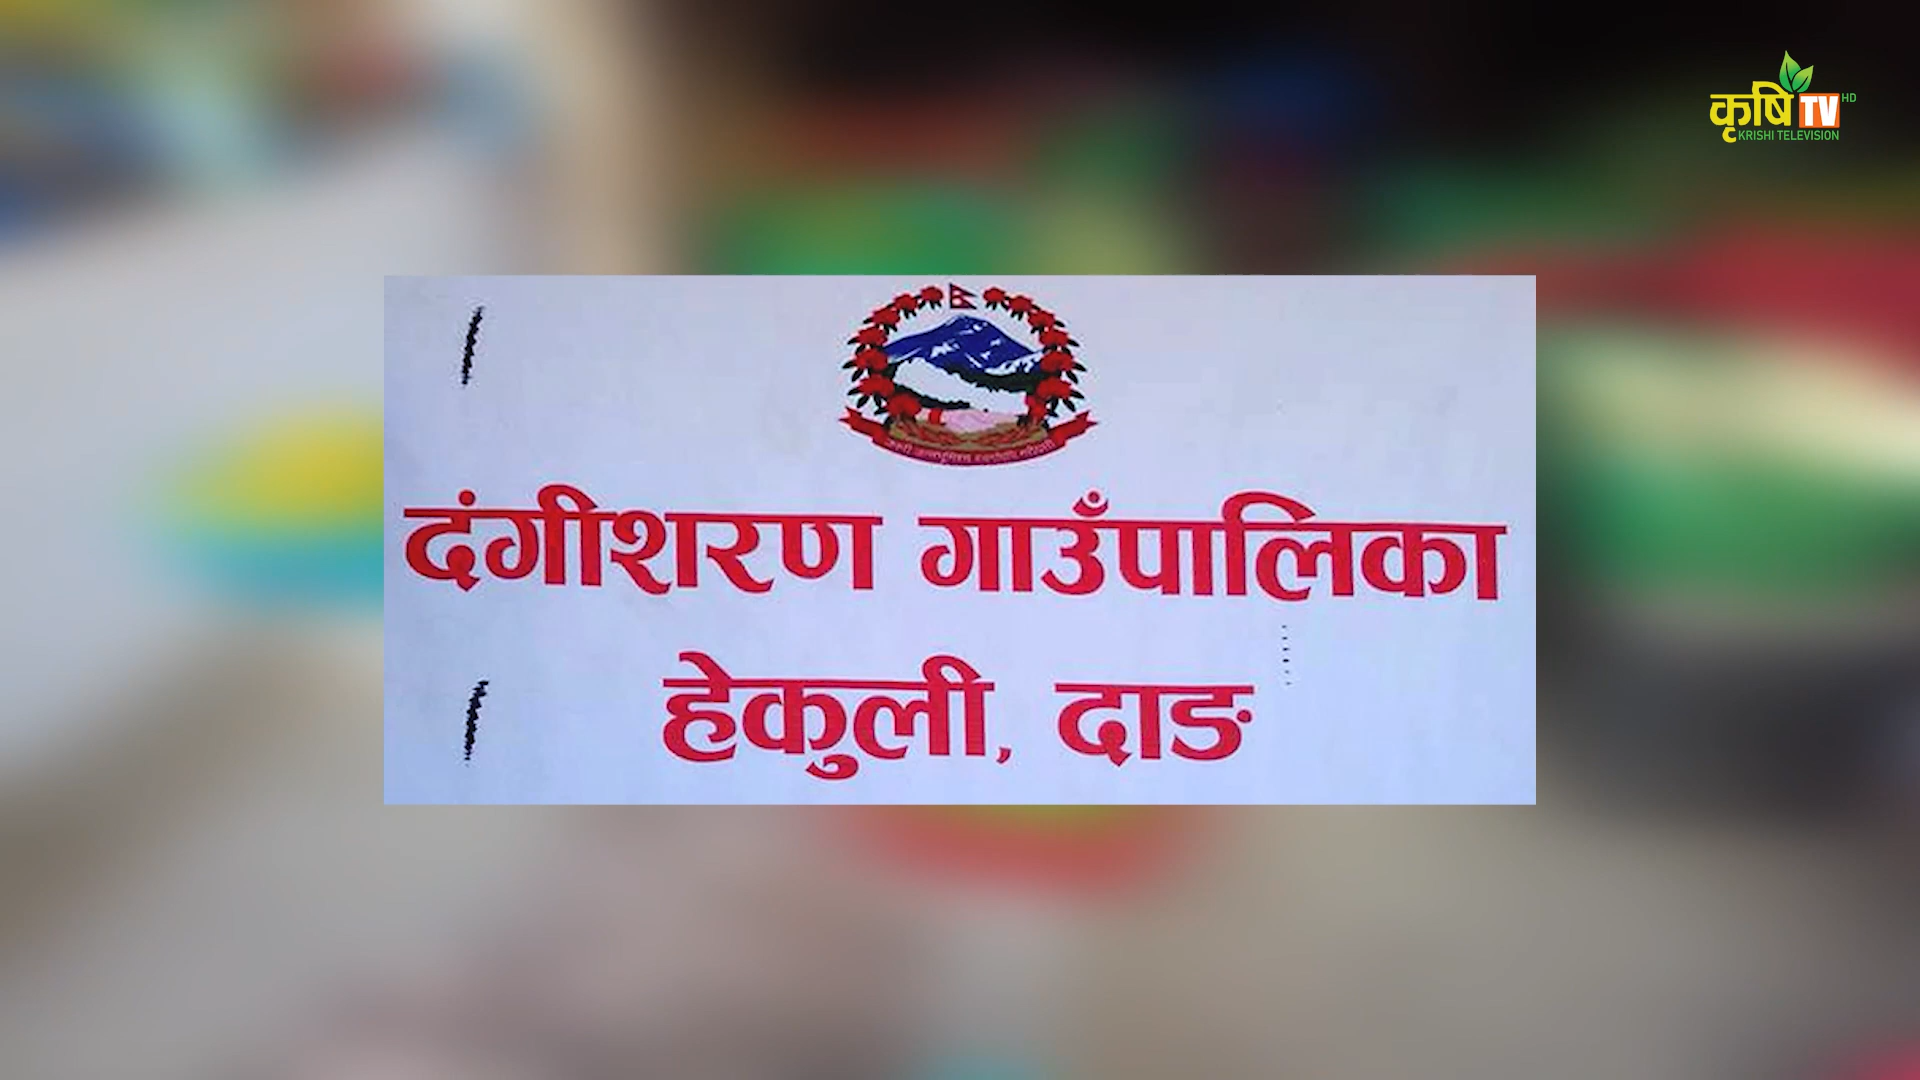 कृषि TV HD
KRISHI TELEVISION
दंगीशरण गाउँपालिका
हेकुली, दाङ